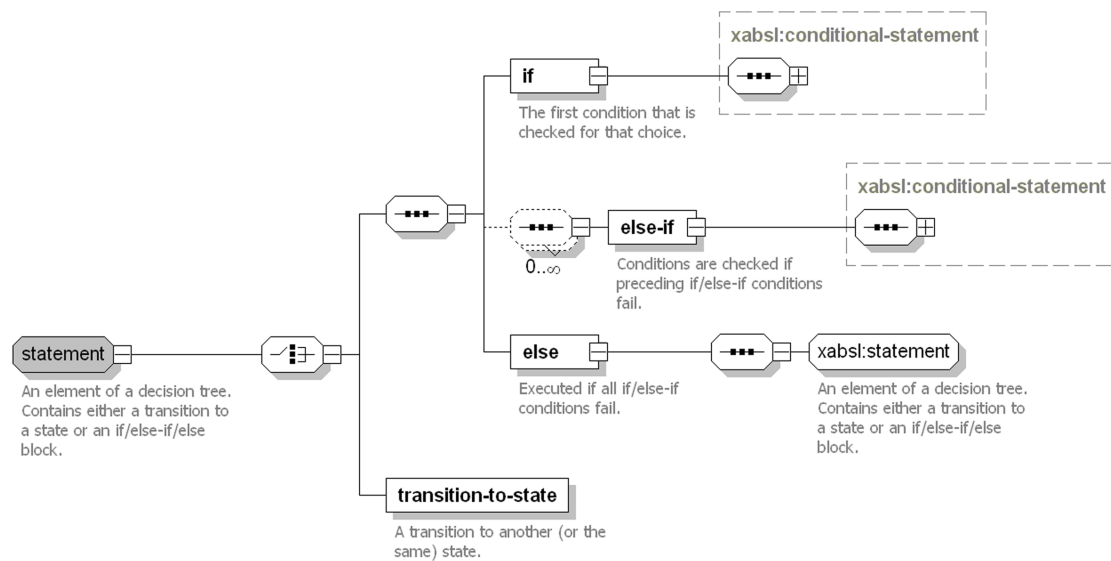 xabsl:conditional-statement
if
The first condition that is
checked for that choice.
xabsl:conditional-statement
else-if
0..∞
Conditions are checked if
preceding if/else-if conditions
fail.
statement
An element of a decision tree.
Contains either a transition to
a state or an if/else-if/else
block.
else
Executed if all if/else-if
conditions fail.
xabsl:statement
An element of a decision tree.
Contains either a transition to
a state or an if/else-if/else
block.
transition-to-state
A transition to another (or the
same) state.